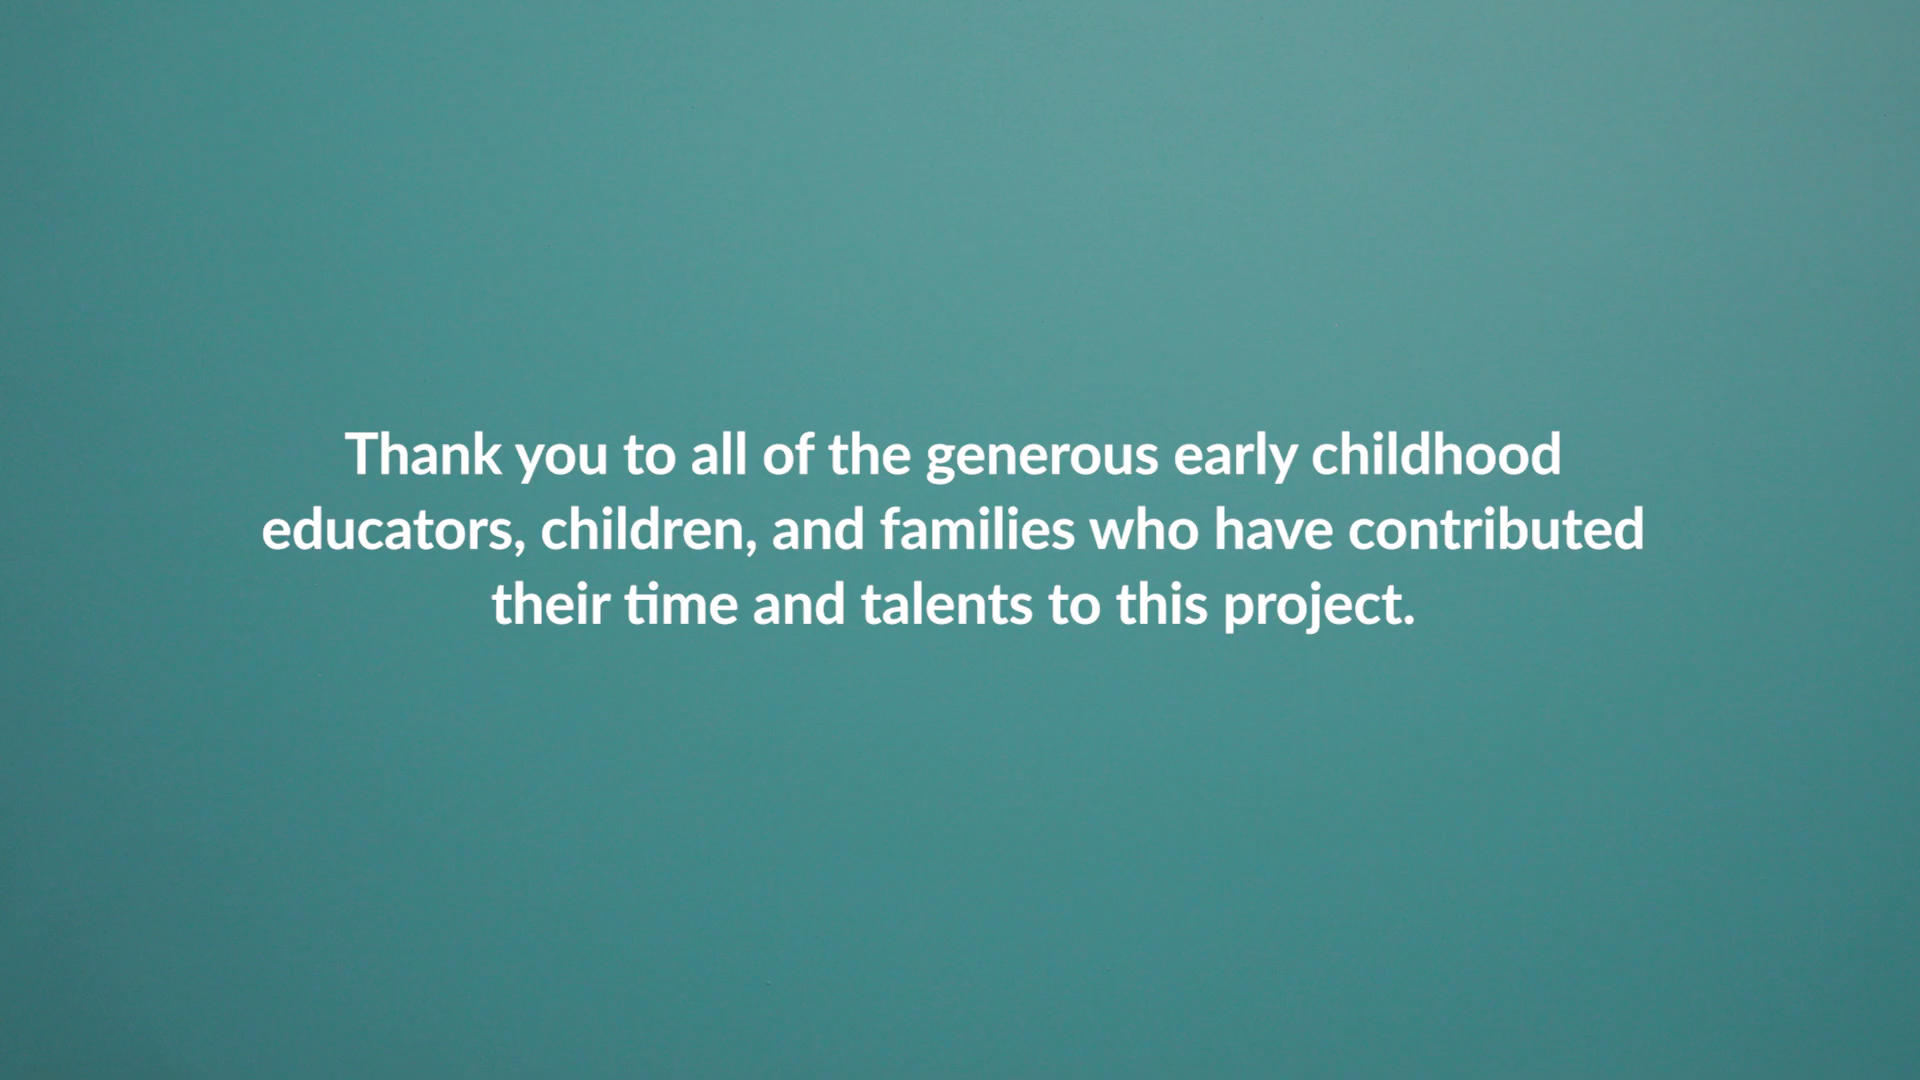 Thank you to all of the generous early childhood
educators, children, and families who have contributed
their time and talents to this project.